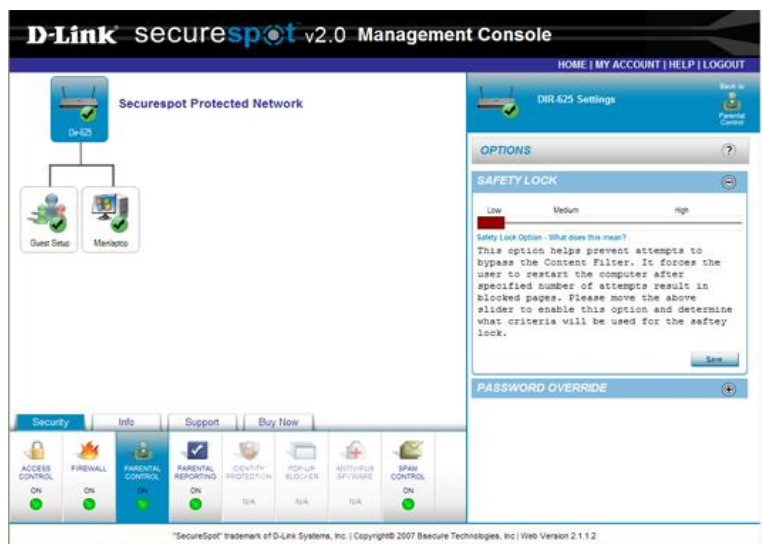 D-Link securespot v2.0 Management Console
HOME | MY ACCOUNT | HELP | LOGOUT
Dir-625
Securespot Protected Network
Guest Setup
Mainlaptop
DIR-625 Settings
Back to
Parental
Control
OPTIONS
?
SAFETY LOCK
Low Medium High
Safety Lock Option - What does this mean?
This option helps prevent attempts to
bypass the Content Filter. It forces the
user to restart the computer after
specified number of attempts result in
blocked pages. Please move the above
slider to enable this option and determine
what criteria will be used for the saftey
lock.
Save
PASSWORD OVERRIDE
Security Info Support Buy Now
ACCESS
CONTROL
ON
FIREWALL
ON
PARENTAL
CONTROL
ON
PARENTAL
REPORTING
ON
IDENTITY
PROTECTION
N/A
POP-UP
BLOCKER
N/A
ANTIVIRUS
SPYWARE
N/A
SPAM
CONTROL
ON
"SecureSpot" trademark of D-Link Systems, Inc. | Copyright© 2007 Bsecure Technologies, Inc | Web Version 2.1.1.2